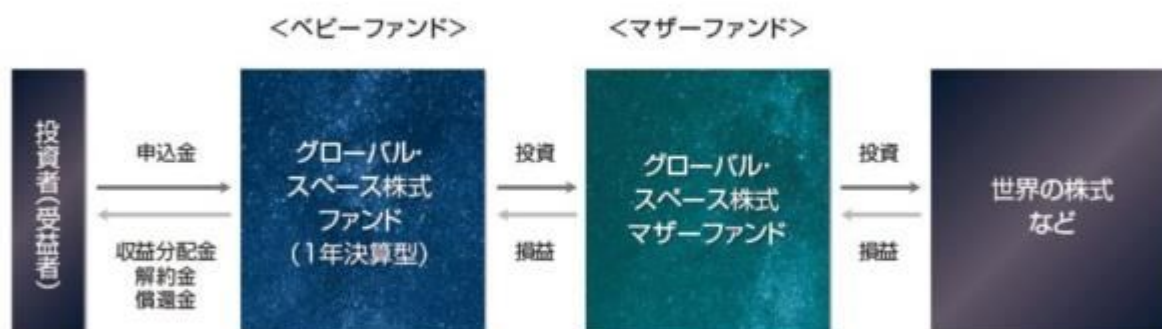 ＜ベビーファンド＞
＜マザーファンド＞
投資者(受益者)
申込金
収益分配金
解約金
償還金
グローバル・
スペース株式
ファンド
(1年決算型)
投資
損益
グローバル・
スペース株式
マザーファンド
投資
損益
世界の株式
など